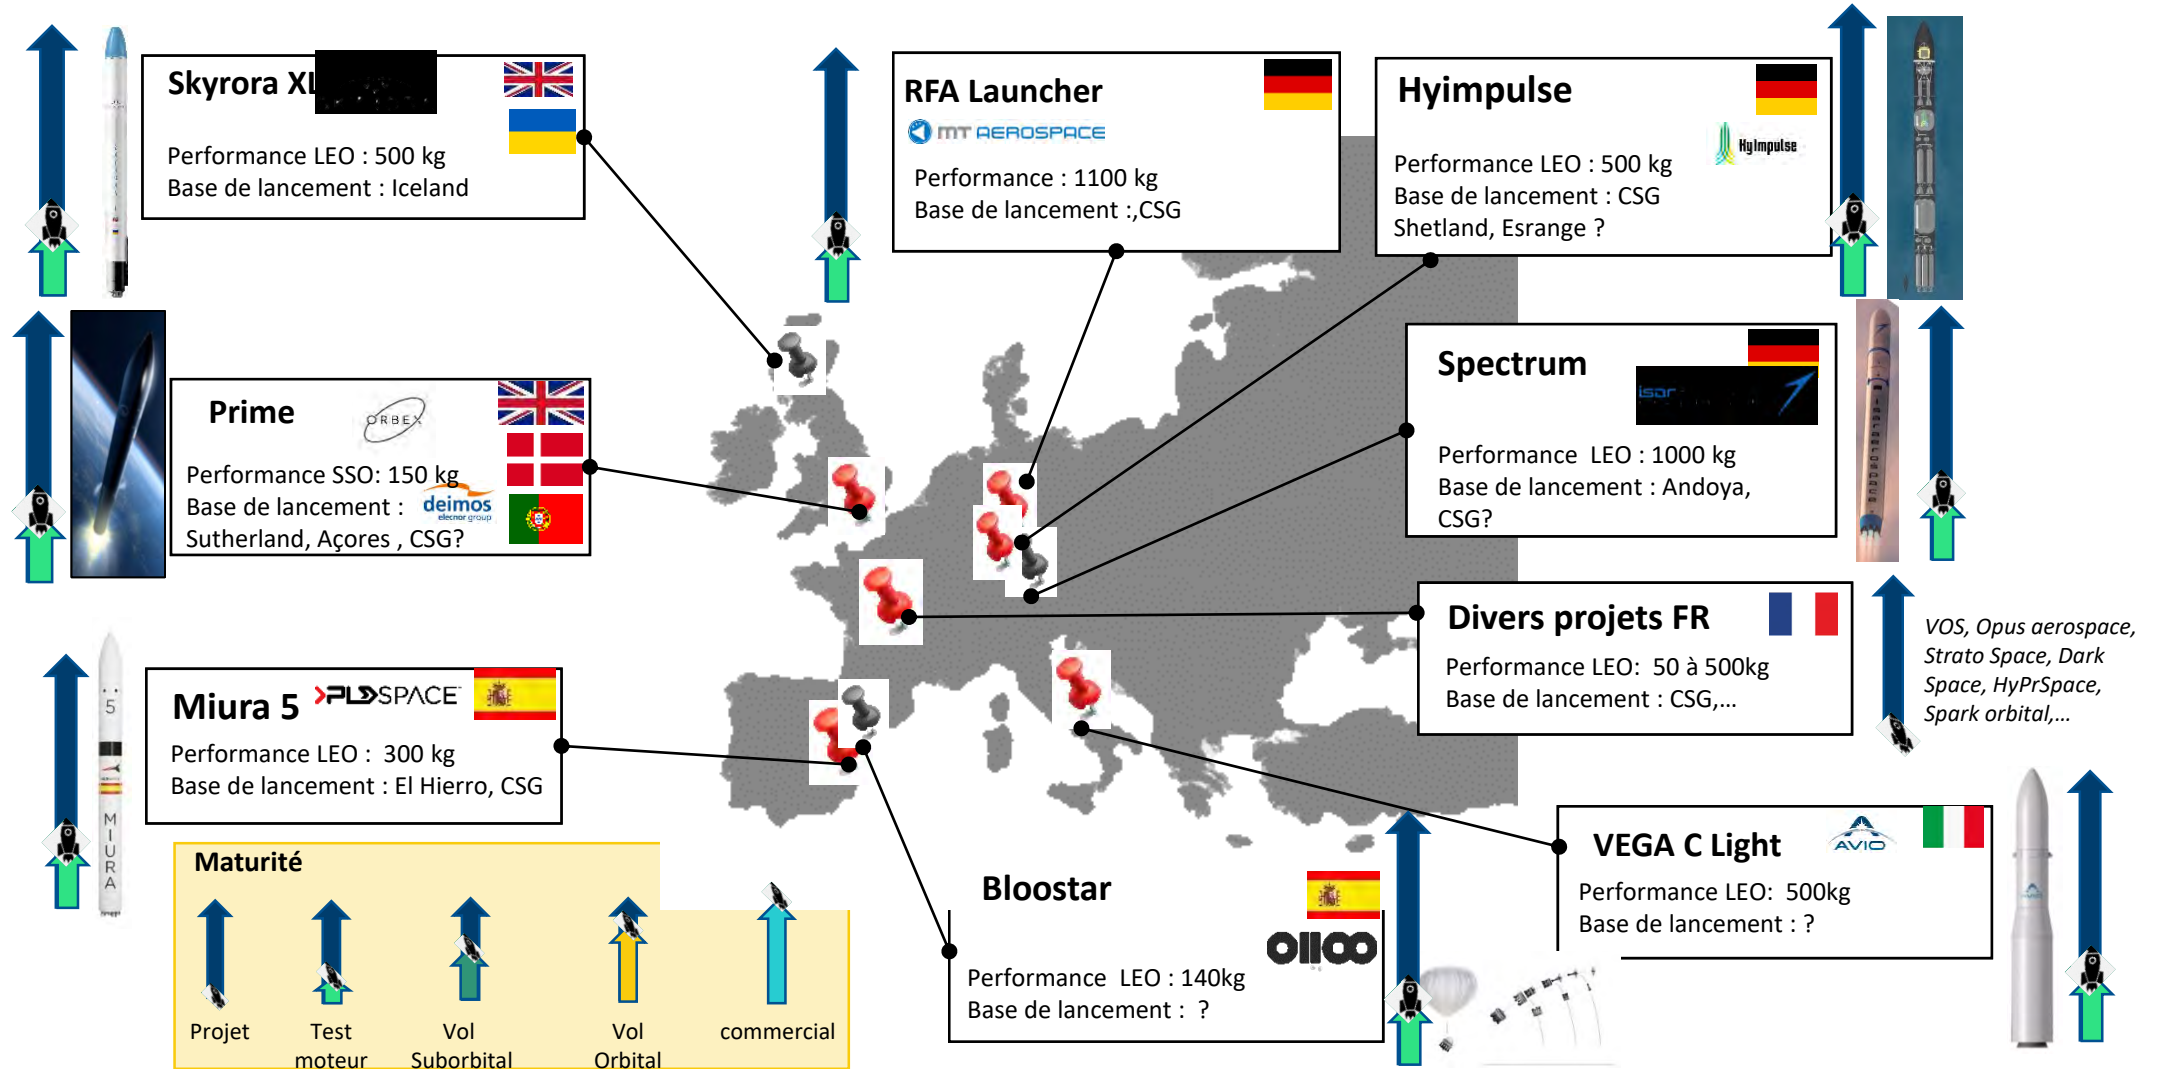 Skyrora XL
Performance LEO : 500 kg
Base de lancement : Iceland
RFA Launcher
MT AEROSPACE
Performance : 1100 kg
Base de lancement :,CSG
Hyimpulse
HyImpulse
Performance LEO : 500 kg
Base de lancement : CSG
Shetland, Esrange ?
Prime
ORBEX
Performance SSO: 150 kg
Base de lancement :
deimos
elecnor group
Sutherland, Açores , CSG?
Spectrum
isar
Performance LEO : 1000 kg
Base de lancement : Andoya,
CSG?
isaraerospace
Divers projets FR
Performance LEO: 50 à 500kg
Base de lancement : CSG,...
VOS, Opus aerospace,
Strato Space, Dark
Space, HyPrSpace,
Spark orbital,...
5
MIURA
Miura 5
PLD SPACE
Performance LEO : 300 kg
Base de lancement : El Hierro, CSG
VEGA C Light
AVIO
Performance LEO: 500kg
Base de lancement : ?
Bloostar
Performance LEO : 140kg
Base de lancement : ?
Maturité
Projet
Test
moteur
Vol
Suborbital
Vol
Orbital
commercial